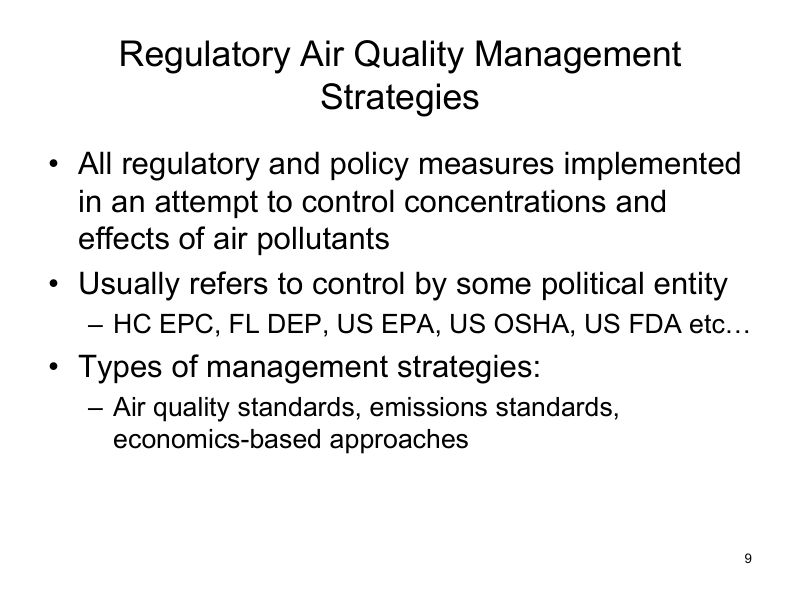 Regulatory Air Quality Management
Strategies
• All regulatory and policy measures implemented
in an attempt to control concentrations and
effects of air pollutants
• Usually refers to control by some political entity
– HC EPC, FL DEP, US EPA, US OSHA, US FDA etc…
• Types of management strategies:
– Air quality standards, emissions standards,
economics-based approaches
9